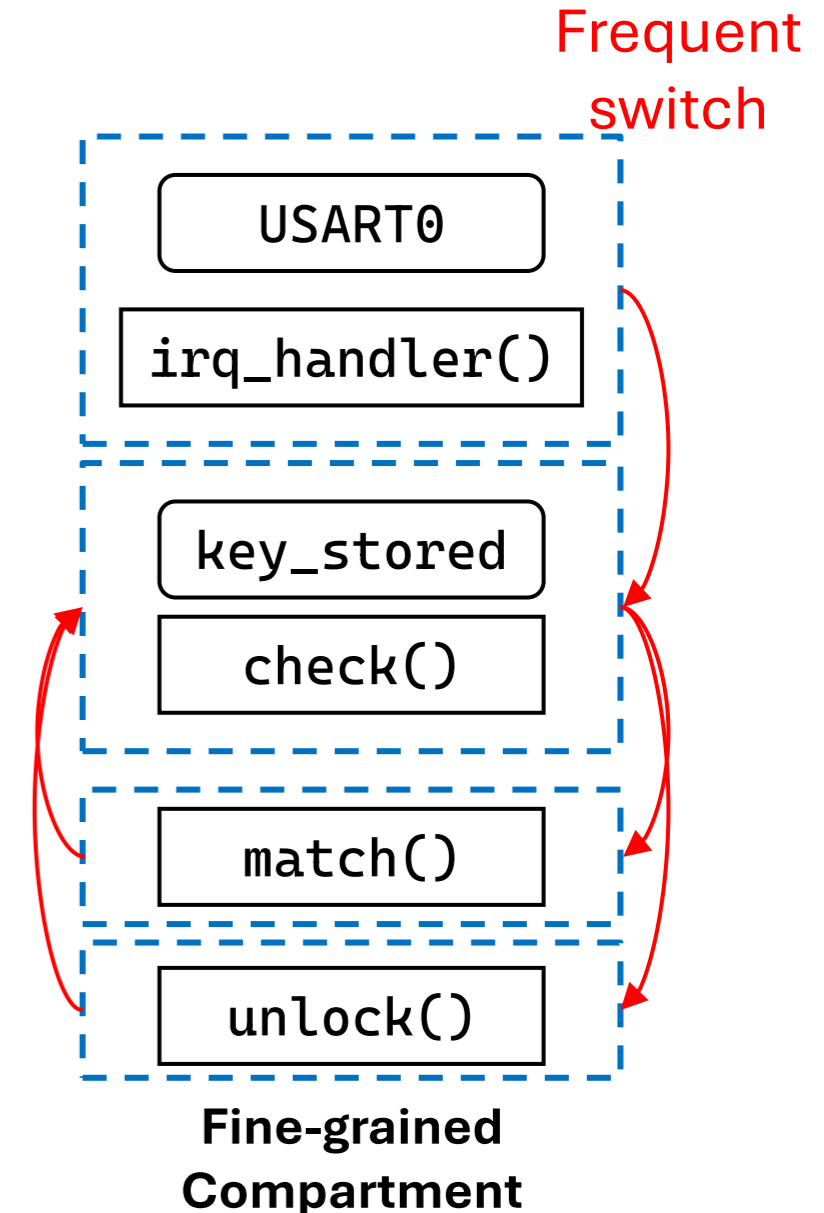 Frequent
switch
USART0
irq_handler()
key_stored
check()
match()
unlock()
Fine-grained
Compartment